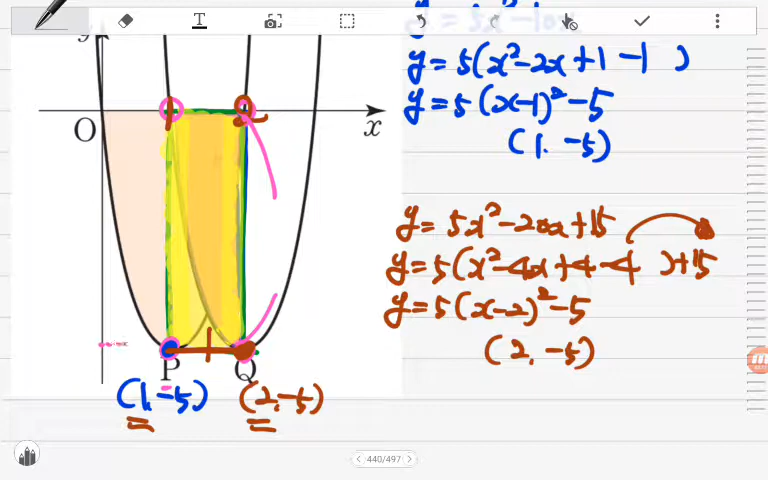 y = 5(x²-2x+1-1 )
y = 5(x-1)²-5
(1, -5)
O
x
y = 5x²-20x+15
y = 5(x²-4x+4-4 )+15
y = 5(x-2)²-5
(2, -5)
P
Q
(1, -5)
(2, -5)
440/497